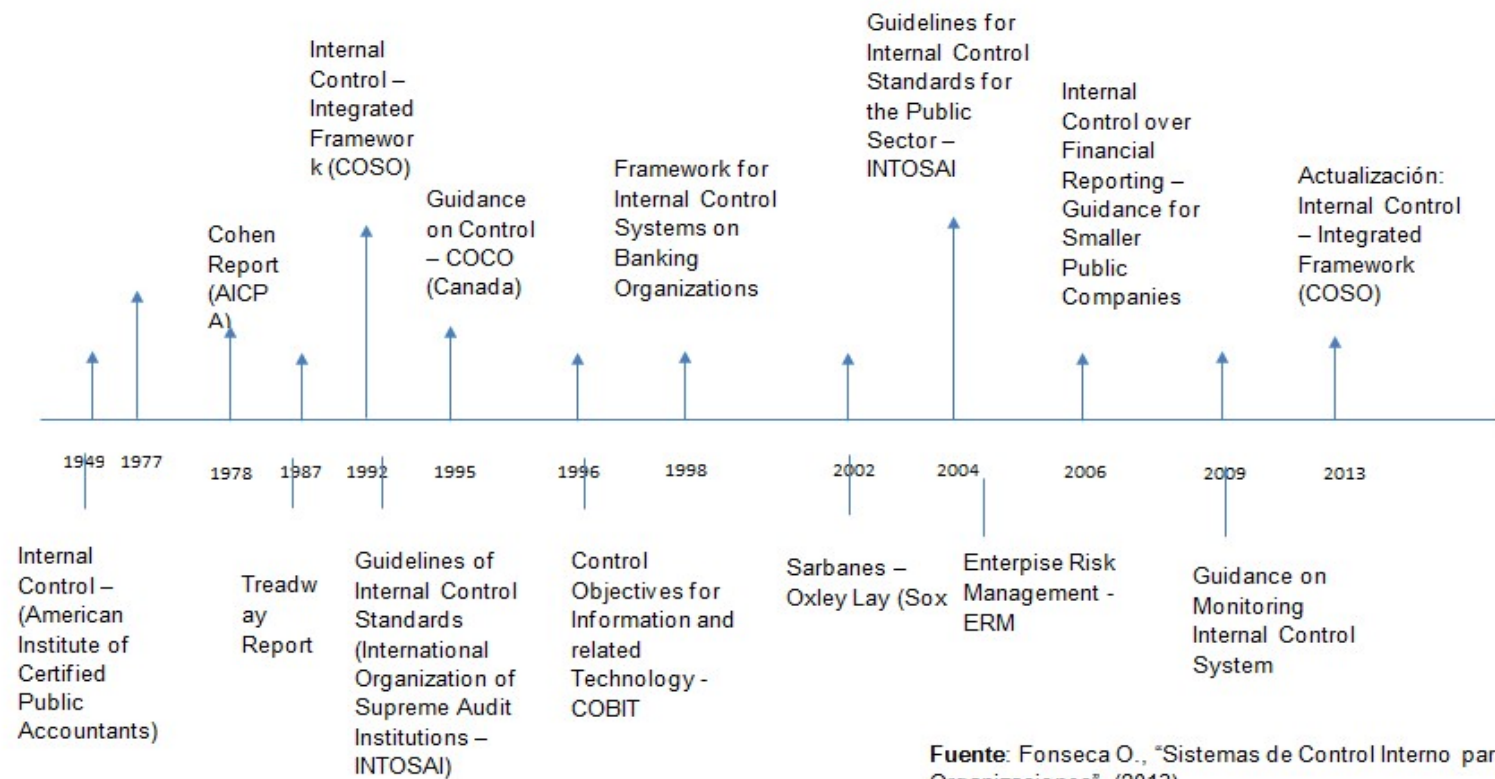 Internal
Control –
Integrated
Framewor
k (COSO)
Guidelines for
Internal Control
Standards for
the Public
Sector –
INTOSAI
Internal
Control over
Financial
Reporting –
Guidance for
Smaller
Public
Companies
Cohen
Report
(AICP
A)
Guidance
on Control
– COCO
(Canada)
Framework for
Internal Control
Systems on
Banking
Organizations
Actualización:
Internal Control
– Integrated
Framework
(COSO)
1949 1977 1978 1987 1992 1995 1996 1998 2002 2004 2006 2009 2013
Internal
Control –
(American
Institute of
Certified
Public
Accountants)
Treadw
ay
Report
Guidelines of
Internal Control
Standards
(International
Organization of
Supreme Audit
Institutions –
INTOSAI)
Control
Objectives for
Information and
related
Technology -
COBIT
Sarbanes –
Oxley Lay (Sox
Enterpise Risk
Management -
ERM
Guidance on
Monitoring
Internal Control
System
Fuente: Fonseca O., “Sistemas de Control Interno par